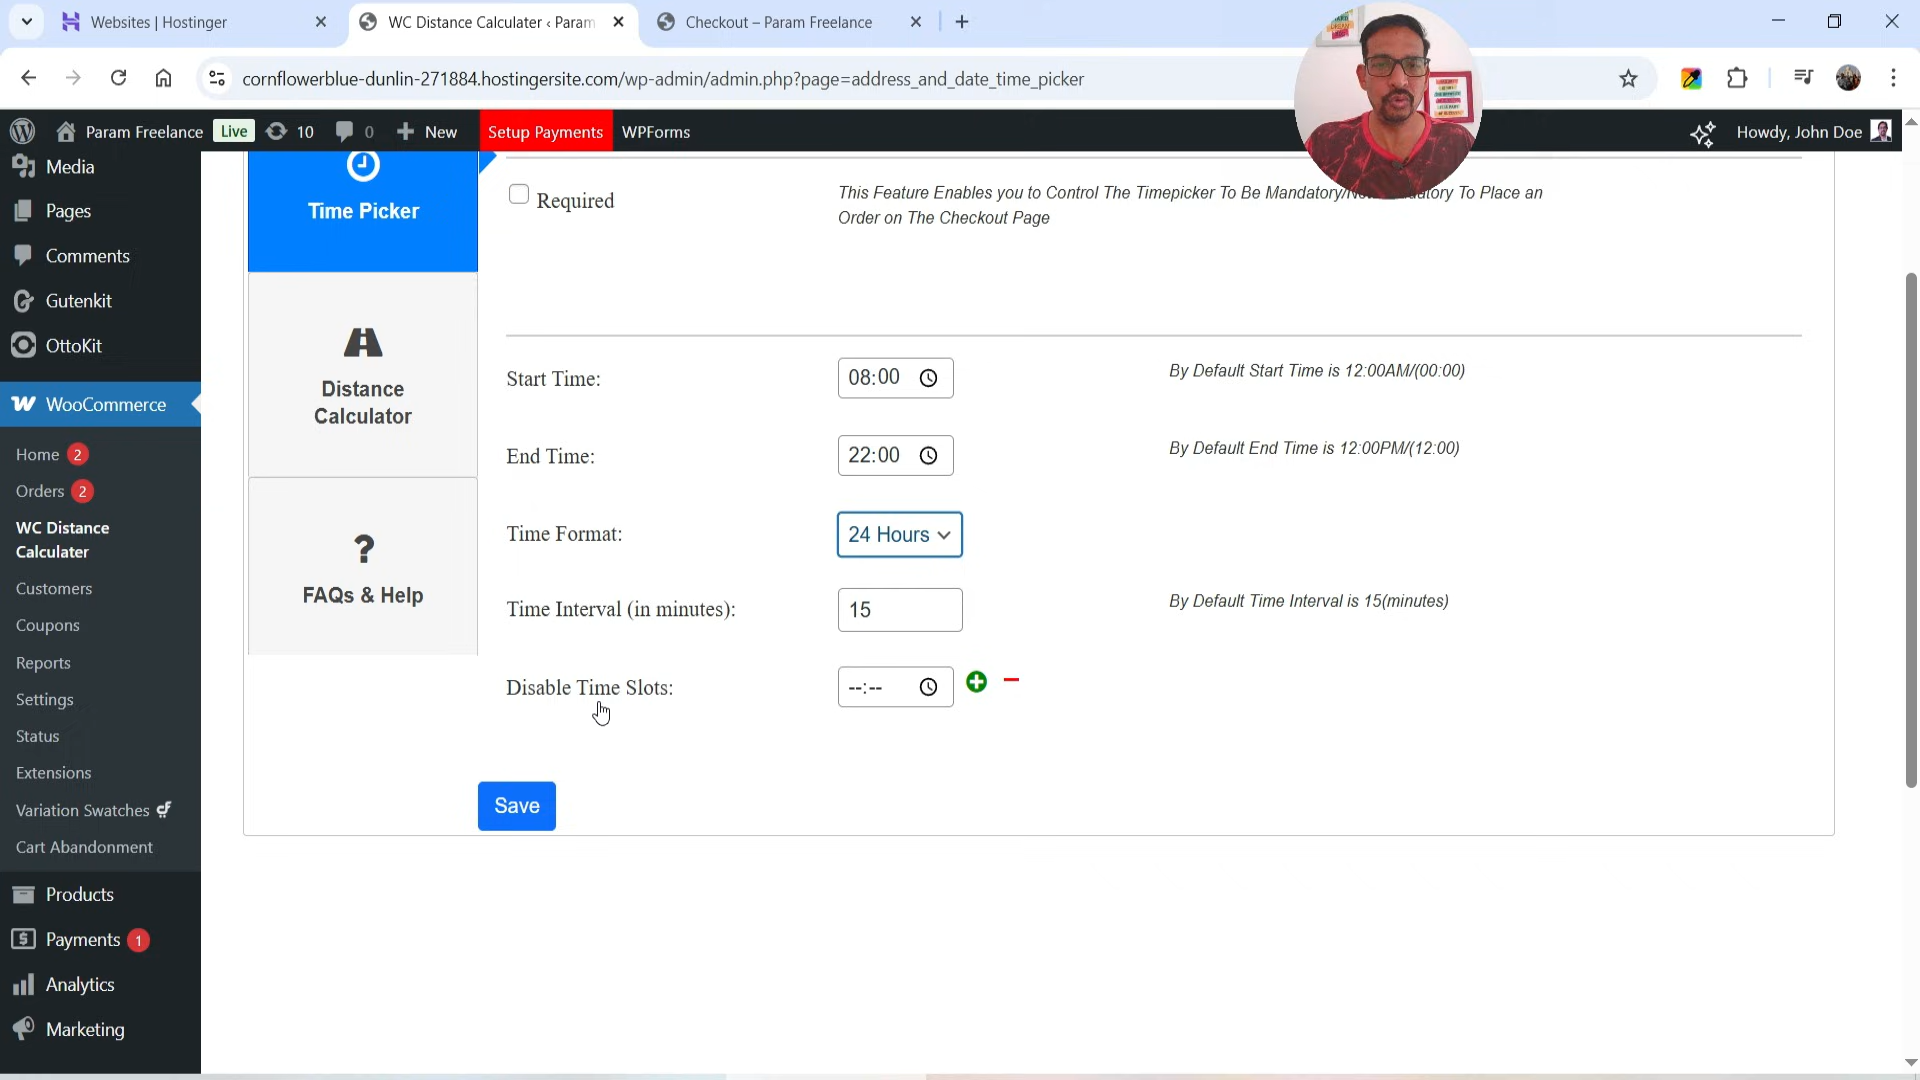 Websites | Hostinger
WC Distance Calculater ‹ Param
Checkout – Param Freelance
cornflowerblue-dunlin-271884.hostingersite.com/wp-admin/admin.php?page=address_and_date_time_picker
Param Freelance Live 10 0 New Setup Payments WPForms
Howdy, John Doe
Media
Pages
Comments
Gutenkit
OttoKit
WooCommerce
Home 2
Orders 2
WC Distance
Calculater
Customers
Coupons
Reports
Settings
Status
Extensions
Variation Swatches
Cart Abandonment
Products
Payments 1
Analytics
Marketing
Time Picker
Distance
Calculator
FAQs & Help
Required
This Feature Enables you to Control The Timepicker To Be Mandatory/ To Place an
Order on The Checkout Page
Start Time:
08:00
By Default Start Time is 12:00AM/(00:00)
End Time:
22:00
By Default End Time is 12:00PM/(12:00)
Time Format:
24 Hours
Time Interval (in minutes):
15
By Default Time Interval is 15(minutes)
Disable Time Slots:
--:--
Save